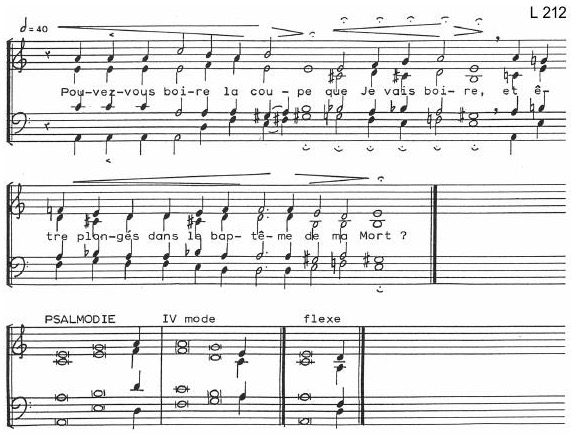 L 212
♩=40
Pou-vez-vous boi-re la cou-pe que Je vais boi-re, et ê-
tre plon-gés dans le bap-tê-me de ma Mort ?
PSALMODIE IV mode flexe